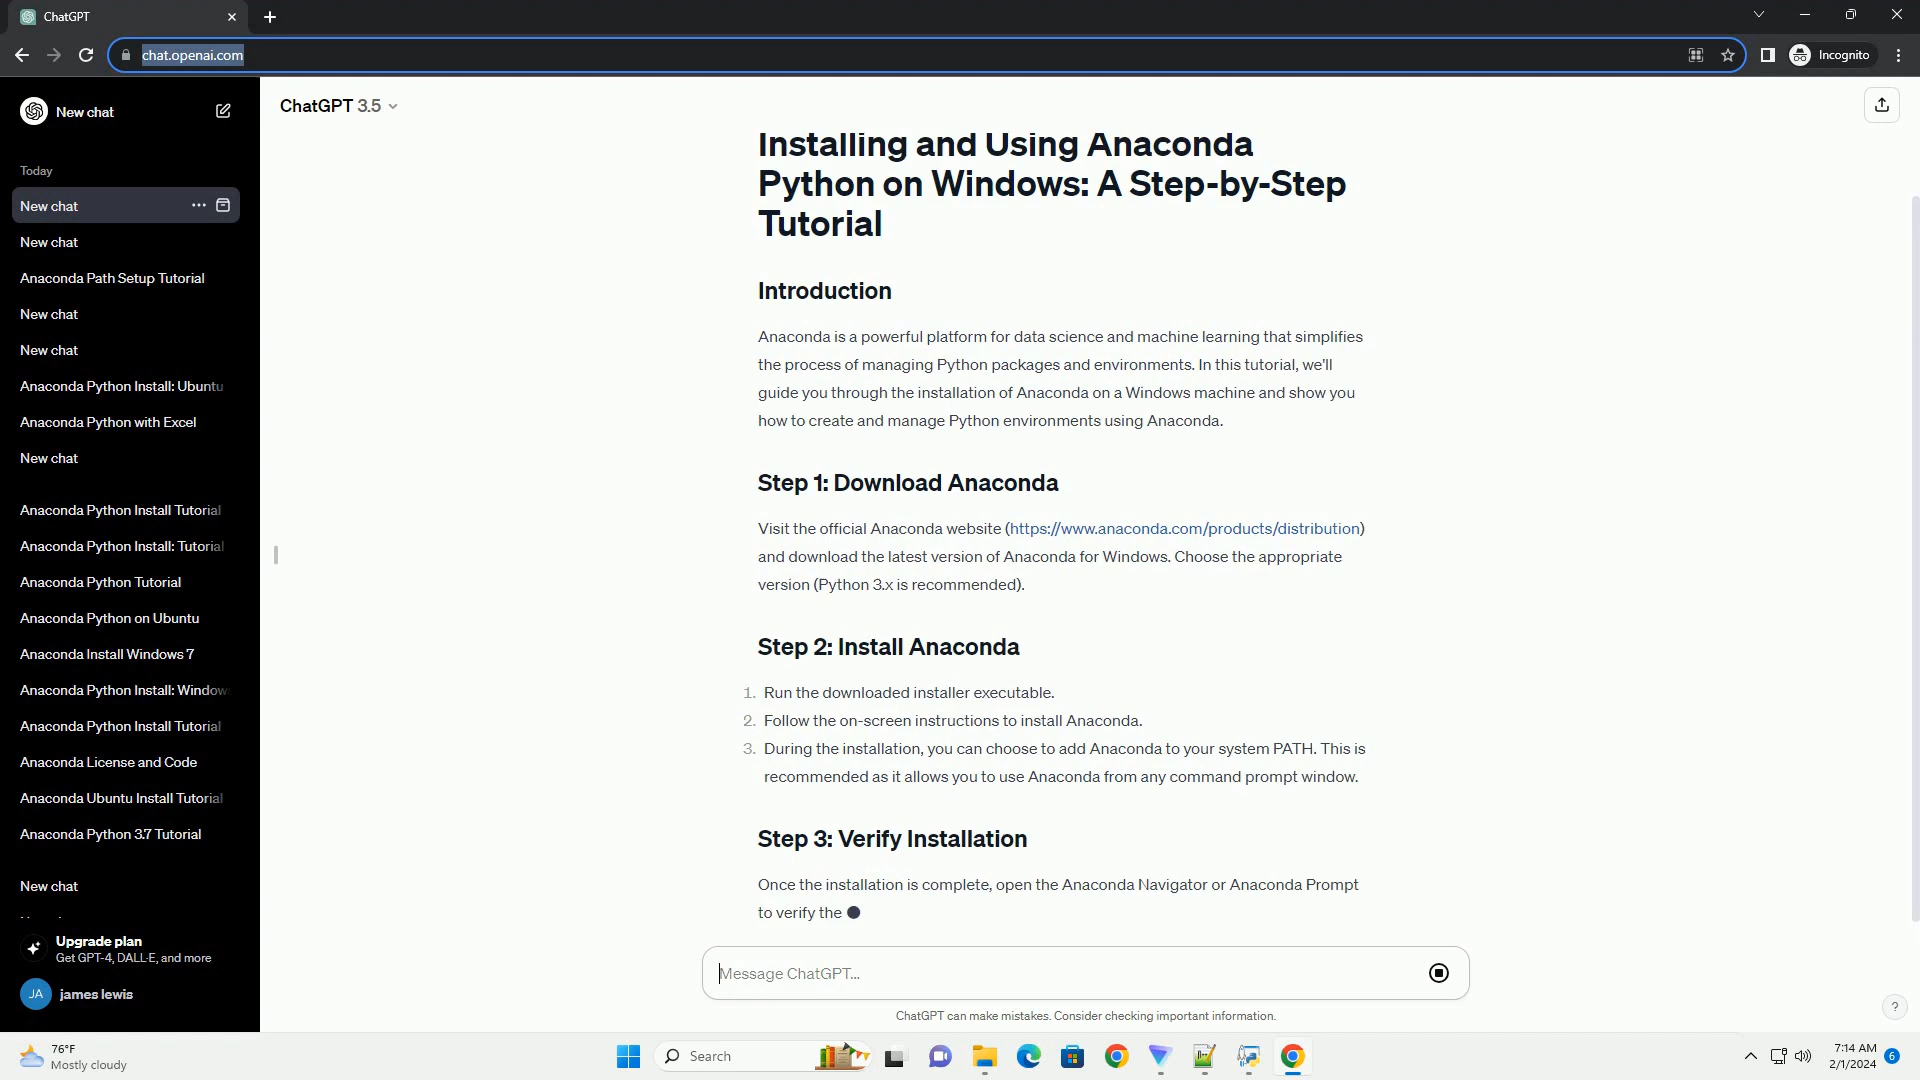 ChatGPT
chat.openai.com
Incognito
New chat
Today
New chat
New chat
Anaconda Path Setup Tutorial
New chat
New chat
Anaconda Python Install: Ubuntu
Anaconda Python with Excel
New chat
Anaconda Python Install Tutorial
Anaconda Python Install: Tutorial
Anaconda Python Tutorial
Anaconda Python on Ubuntu
Anaconda Install Windows 7
Anaconda Python Install: Window
Anaconda Python Install Tutorial
Anaconda License and Code
Anaconda Ubuntu Install Tutorial
Anaconda Python 3.7 Tutorial
New chat
Upgrade plan
Get GPT-4, DALL·E, and more
JA james lewis
ChatGPT 3.5
Installing and Using Anaconda
Python on Windows: A Step-by-Step
Tutorial
Introduction
Anaconda is a powerful platform for data science and machine learning that simplifies
the process of managing Python packages and environments. In this tutorial, we'll
guide you through the installation of Anaconda on a Windows machine and show you
how to create and manage Python environments using Anaconda.
Step 1: Download Anaconda
Visit the official Anaconda website (https://www.anaconda.com/products/distribution)
and download the latest version of Anaconda for Windows. Choose the appropriate
version (Python 3.x is recommended).
Step 2: Install Anaconda
1. Run the downloaded installer executable.
2. Follow the on-screen instructions to install Anaconda.
3. During the installation, you can choose to add Anaconda to your system PATH. This is
recommended as it allows you to use Anaconda from any command prompt window.
Step 3: Verify Installation
Once the installation is complete, open the Anaconda Navigator or Anaconda Prompt
to verify the
Message ChatGPT...
ChatGPT can make mistakes. Consider checking important information.
?
76°F
Mostly cloudy
Search
7:14 AM
2/1/2024
6